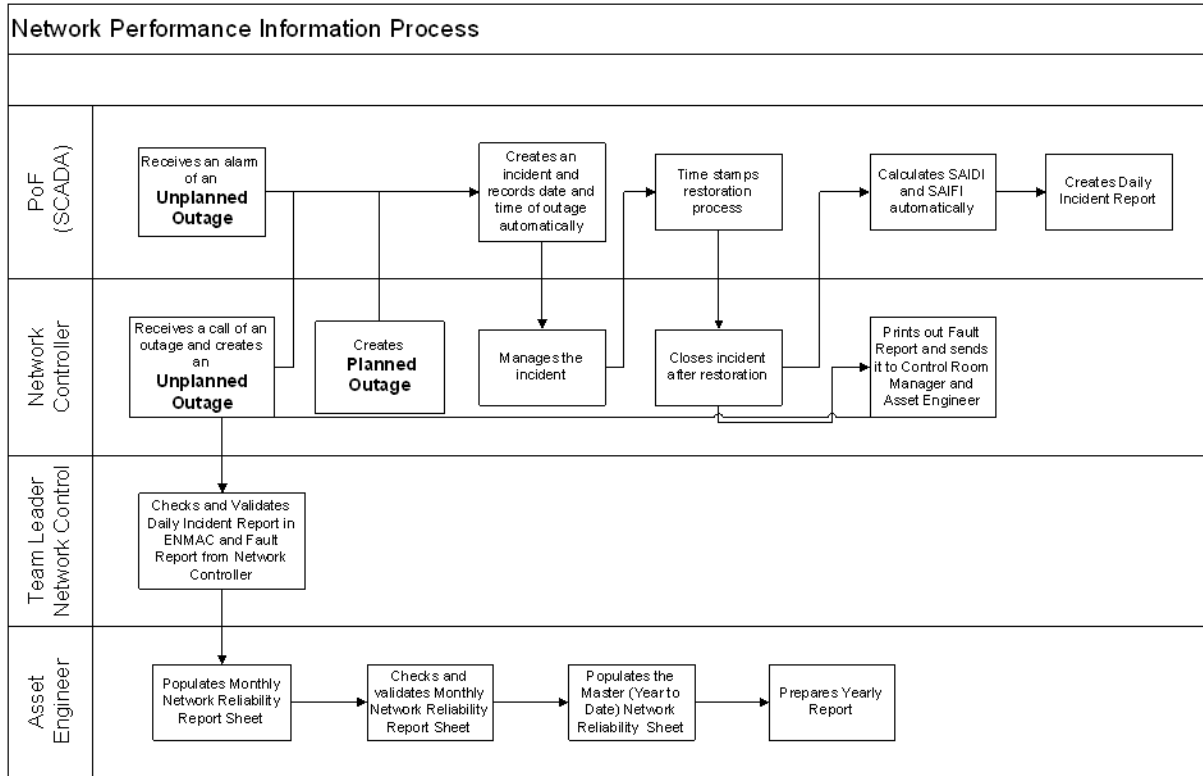 Network Performance Information Process
PoF
(SCADA)
Receives an alarm
of an
Unplanned
Outage
Creates an
incident and
records date and
time of outage
automatically
Time stamps
restoration
process
Calculates SAIDI
and SAIFI
automatically
Creates Daily
Incident Report
Network
Controller
Receives a call of an
outage and creates
an
Unplanned
Outage
Creates
Planned
Outage
Manages the
incident
Closes incident
after restoration
Prints out Fault
Report and sends
it to Control Room
Manager and
Asset Engineer
Team Leader
Network Control
Checks and Validates
Daily Incident Report in
ENMAC and Fault
Report from Network
Controller
Asset
Engineer
Populates Monthly
Network Reliability
Report Sheet
Checks and
validates Monthly
Network Reliability
Report Sheet
Populates the
Master (Year to
Date) Network
Reliability Sheet
Prepares Yearly
Report